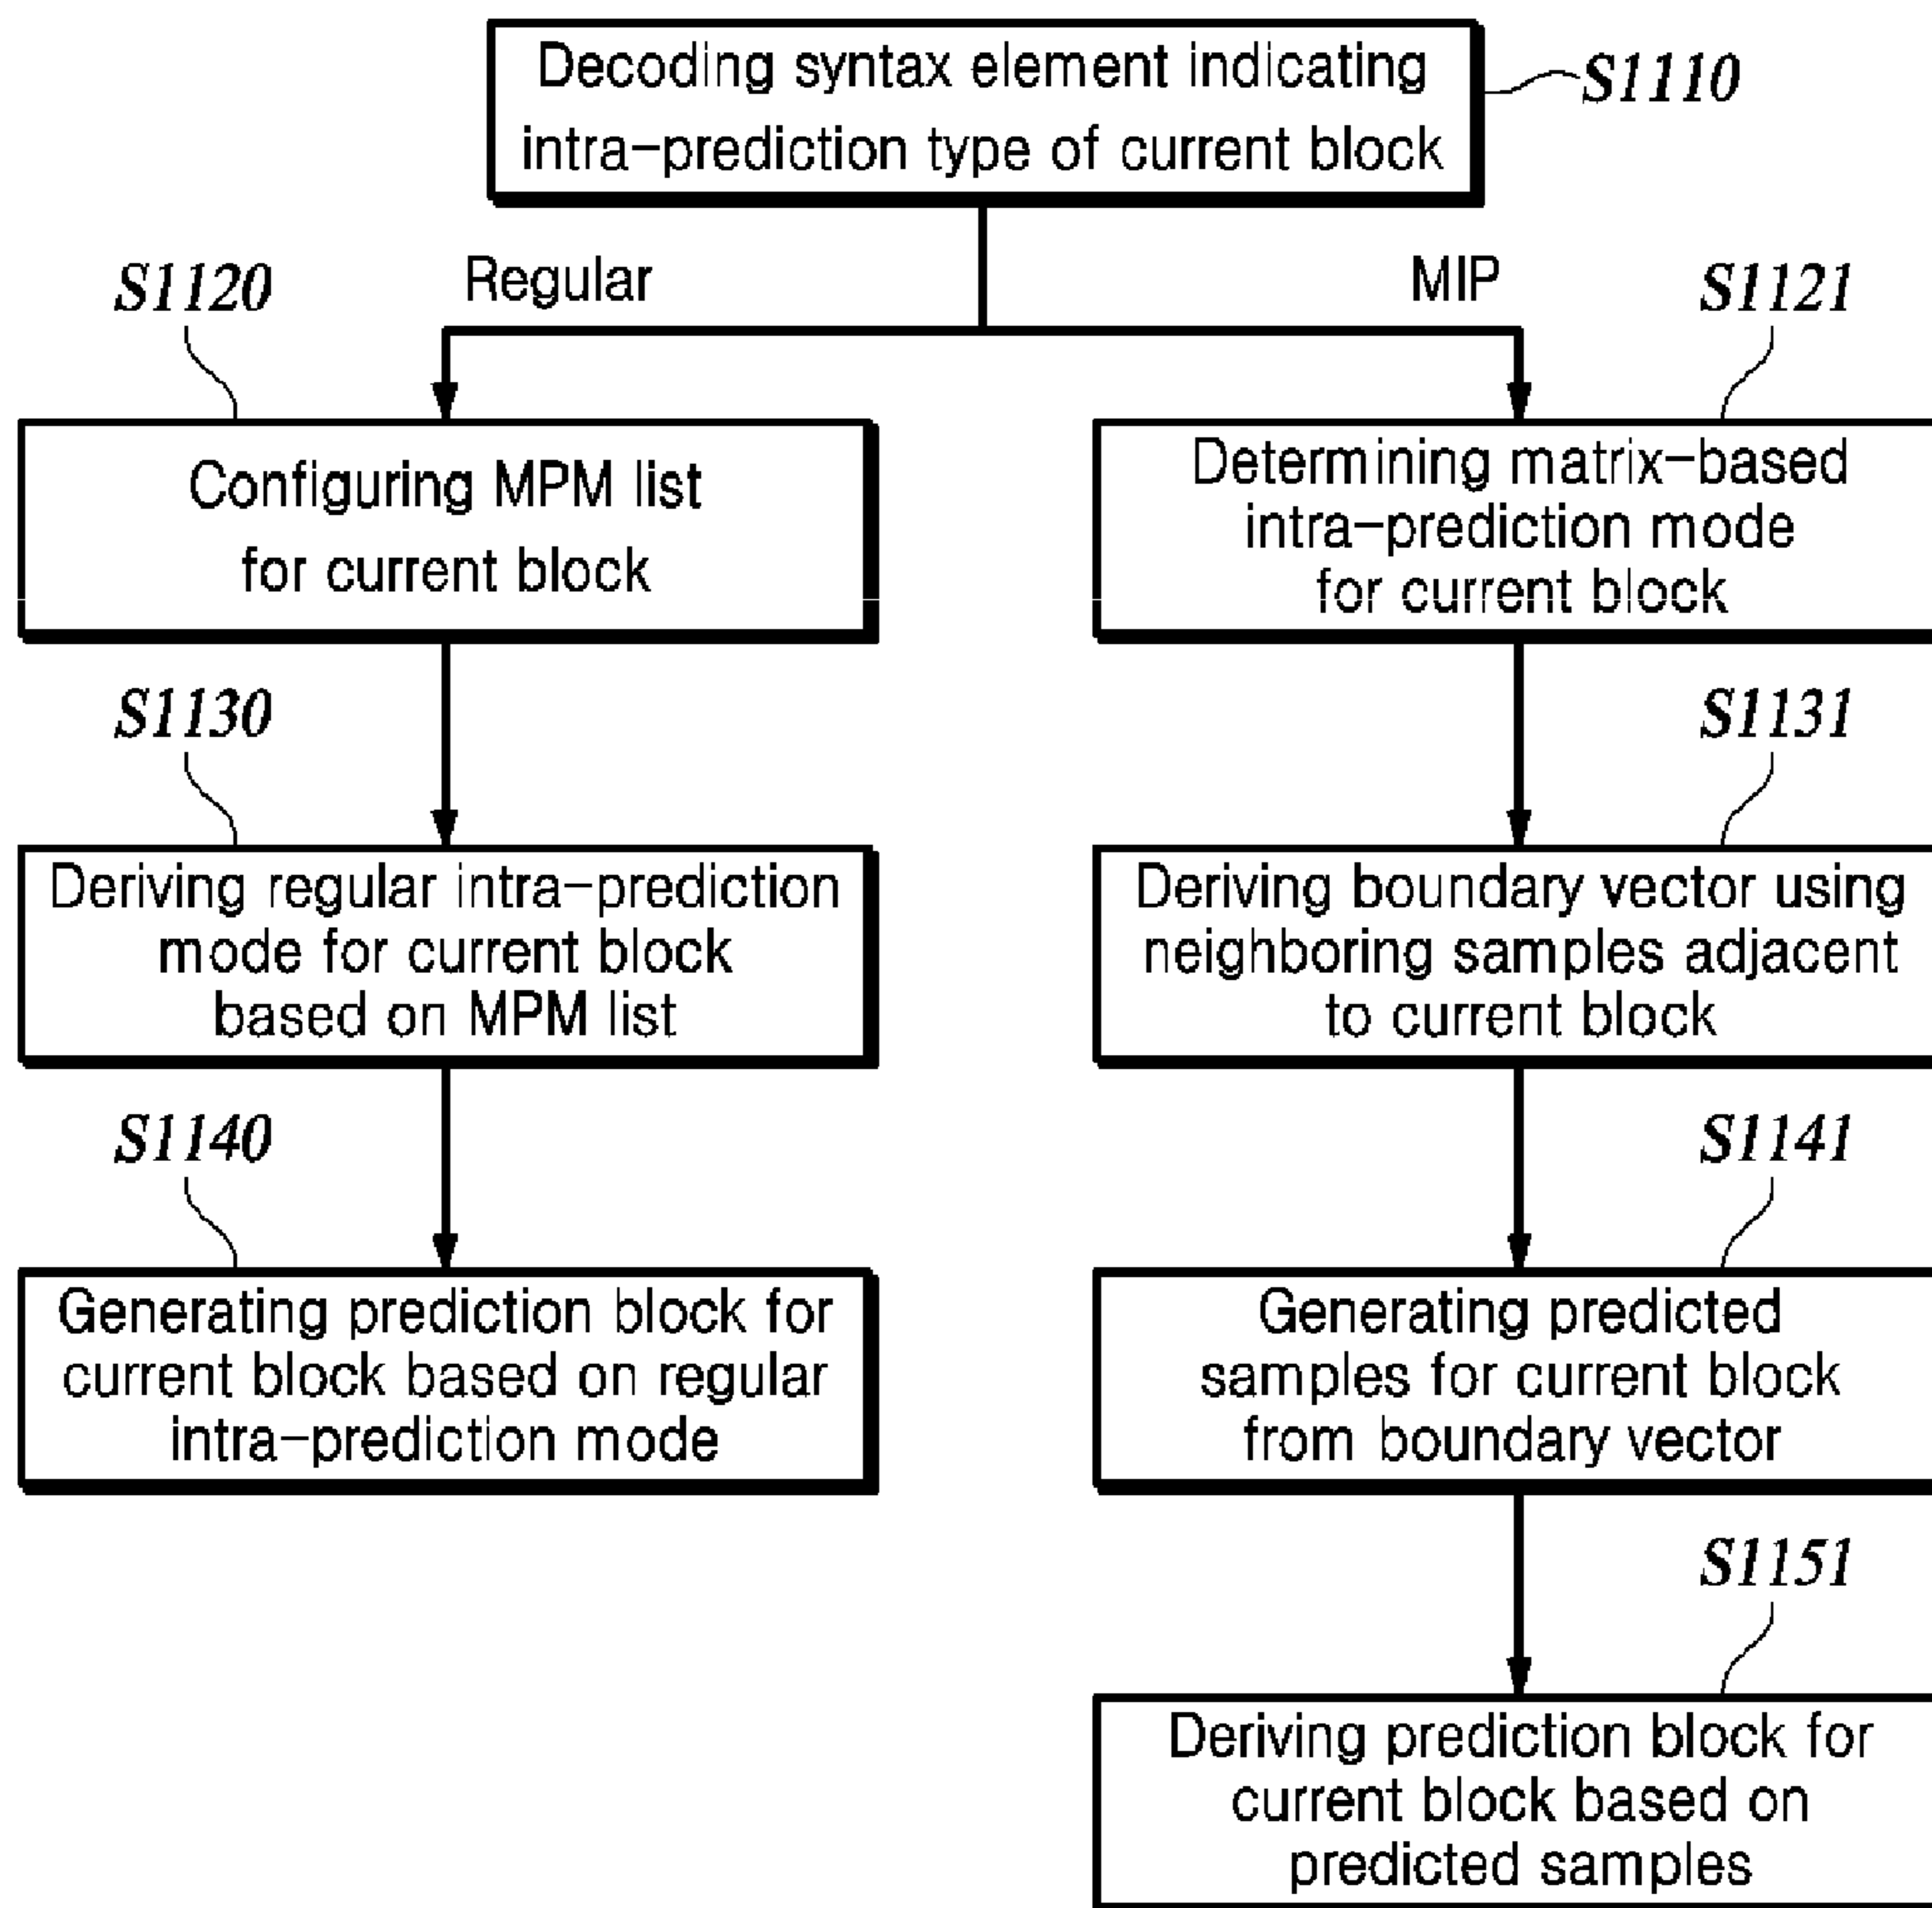 Decoding syntax element indicating
intra-prediction type of current block
S1110
Regular
MIP
S1120
S1121
Configuring MPM list
for current block
Determining matrix-based
intra-prediction mode
for current block
S1130
S1131
Deriving regular intra-prediction
mode for current block
based on MPM list
Deriving boundary vector using
neighboring samples adjacent
to current block
S1140
S1141
Generating prediction block for
current block based on regular
intra-prediction mode
Generating predicted
samples for current block
from boundary vector
S1151
Deriving prediction block for
current block based on
predicted samples